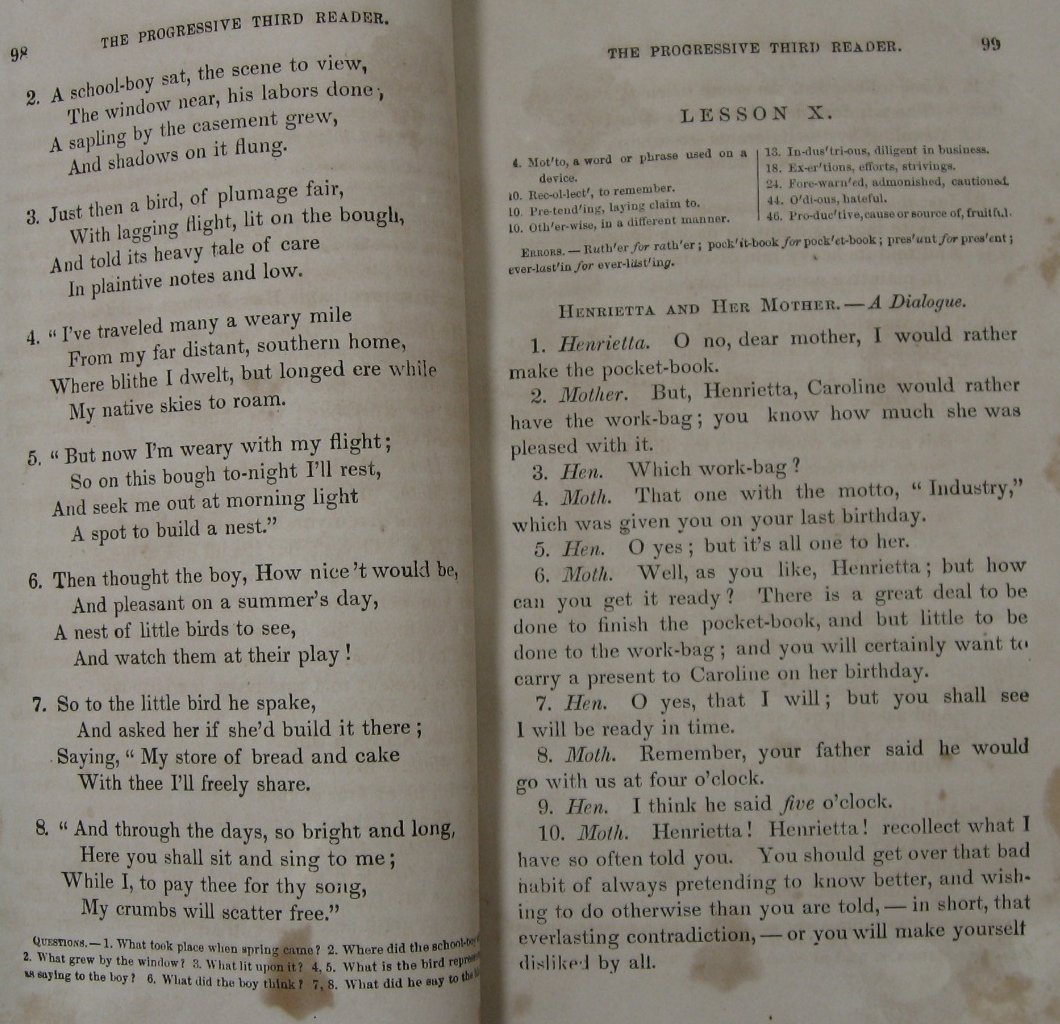 98 THE PROGRESSIVE THIRD READER.
2. A school-boy sat, the scene to view,
The window near, his labors done;
A sapling by the casement grew,
And shadows on it flung.
3. Just then a bird, of plumage fair,
With lagging flight, lit on the bough,
And told its heavy tale of care
In plaintive notes and low.
4. "I've traveled many a weary mile
From my far distant, southern home,
Where blithe I dwelt, but longed ere while
My native skies to roam.
5. "But now I'm weary with my flight;
So on this bough to-night I'll rest,
And seek me out at morning light
A spot to build a nest."
6. Then thought the boy, How nice 't would be,
And pleasant on a summer's day,
A nest of little birds to see,
And watch them at their play!
7. So to the little bird he spake,
And asked her if she'd build it there;
Saying, "My store of bread and cake
With thee I'll freely share.
8. "And through the days, so bright and long,
Here you shall sit and sing to me;
While I, to pay thee for thy song,
My crumbs will scatter free."
QUESTIONS.—1. What took place when spring came? 2. Where did the school-boy
2. What grew by the window? 3. What lit upon it? 4, 5. What is the bird
as saying to the boy? 6. What did the boy think? 7, 8. What did he say to the
THE PROGRESSIVE THIRD READER. 99
LESSON X.
4. Mot'to, a word or phrase used on a
device.
10. Rec-ol-lect', to remember.
10. Pre-tend'ing, laying claim to.
10. Oth'er-wise, in a different manner.
13. In-dus'tri-ous, diligent in business.
18. Ex-er'tions, efforts, strivings.
24. Fore-warn'ed, admonished, cautioned.
44. O'di-ous, hateful.
46. Pro-duc'tive, cause or source of, fruitful.
ERRORS.—Ruth'er for rath'er; pock'it-book for pock'et-book; pres'unt for pres'ent;
ever-last'in for ever-last'ing.
HENRIETTA AND HER MOTHER.—A Dialogue.
1. Henrietta. O no, dear mother, I would rather
make the pocket-book.
2. Mother. But, Henrietta, Caroline would rather
have the work-bag; you know how much she was
pleased with it.
3. Hen. Which work-bag?
4. Moth. That one with the motto, "Industry,"
which was given you on your last birthday.
5. Hen. O yes; but it's all one to her.
6. Moth. Well, as you like, Henrietta; but how
can you get it ready? There is a great deal to be
done to finish the pocket-book, and but little to be
done to the work-bag; and you will certainly want to
carry a present to Caroline on her birthday.
7. Hen. O yes, that I will; but you shall see
I will be ready in time.
8. Moth. Remember, your father said he would
go with us at four o'clock.
9. Hen. I think he said five o'clock.
10. Moth. Henrietta! Henrietta! recollect what I
have so often told you. You should get over that bad
habit of always pretending to know better, and wish-
ing to do otherwise than you are told,—in short, that
everlasting contradiction,—or you will make yourself
disliked by all.